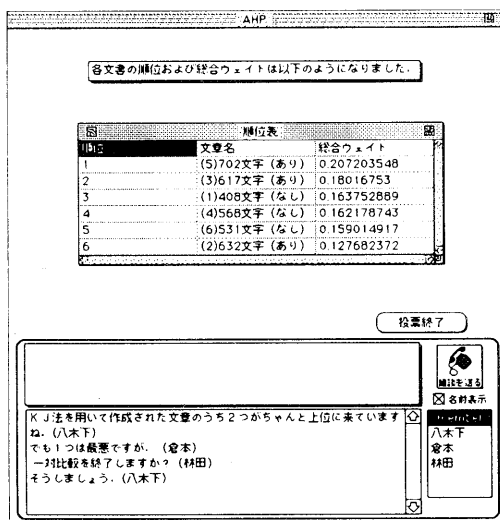 AHP
各文書の順位および総合ウェイトは以下のようになりました．
順位表
順位 文章名 総合ウェイト
1 (5)702文字 (あり) 0.207203548
2 (3)617文字 (あり) 0.18016753
3 (1)408文字 (なし) 0.163752889
4 (4)568文字 (なし) 0.162178743
5 (6)531文字 (なし) 0.159014917
6 (2)632文字 (あり) 0.127682372
投票終了
雑談を送る
名前表示
ＫＪ法を用いて作成された文章のうち２つがちゃんと上位に来ています
ね．(八木下)
でも１つは最悪ですが． (倉本)
一対比較を終了しますか？ (林田)
そうしましょう．(八木下)
member
八木下
倉本
林田